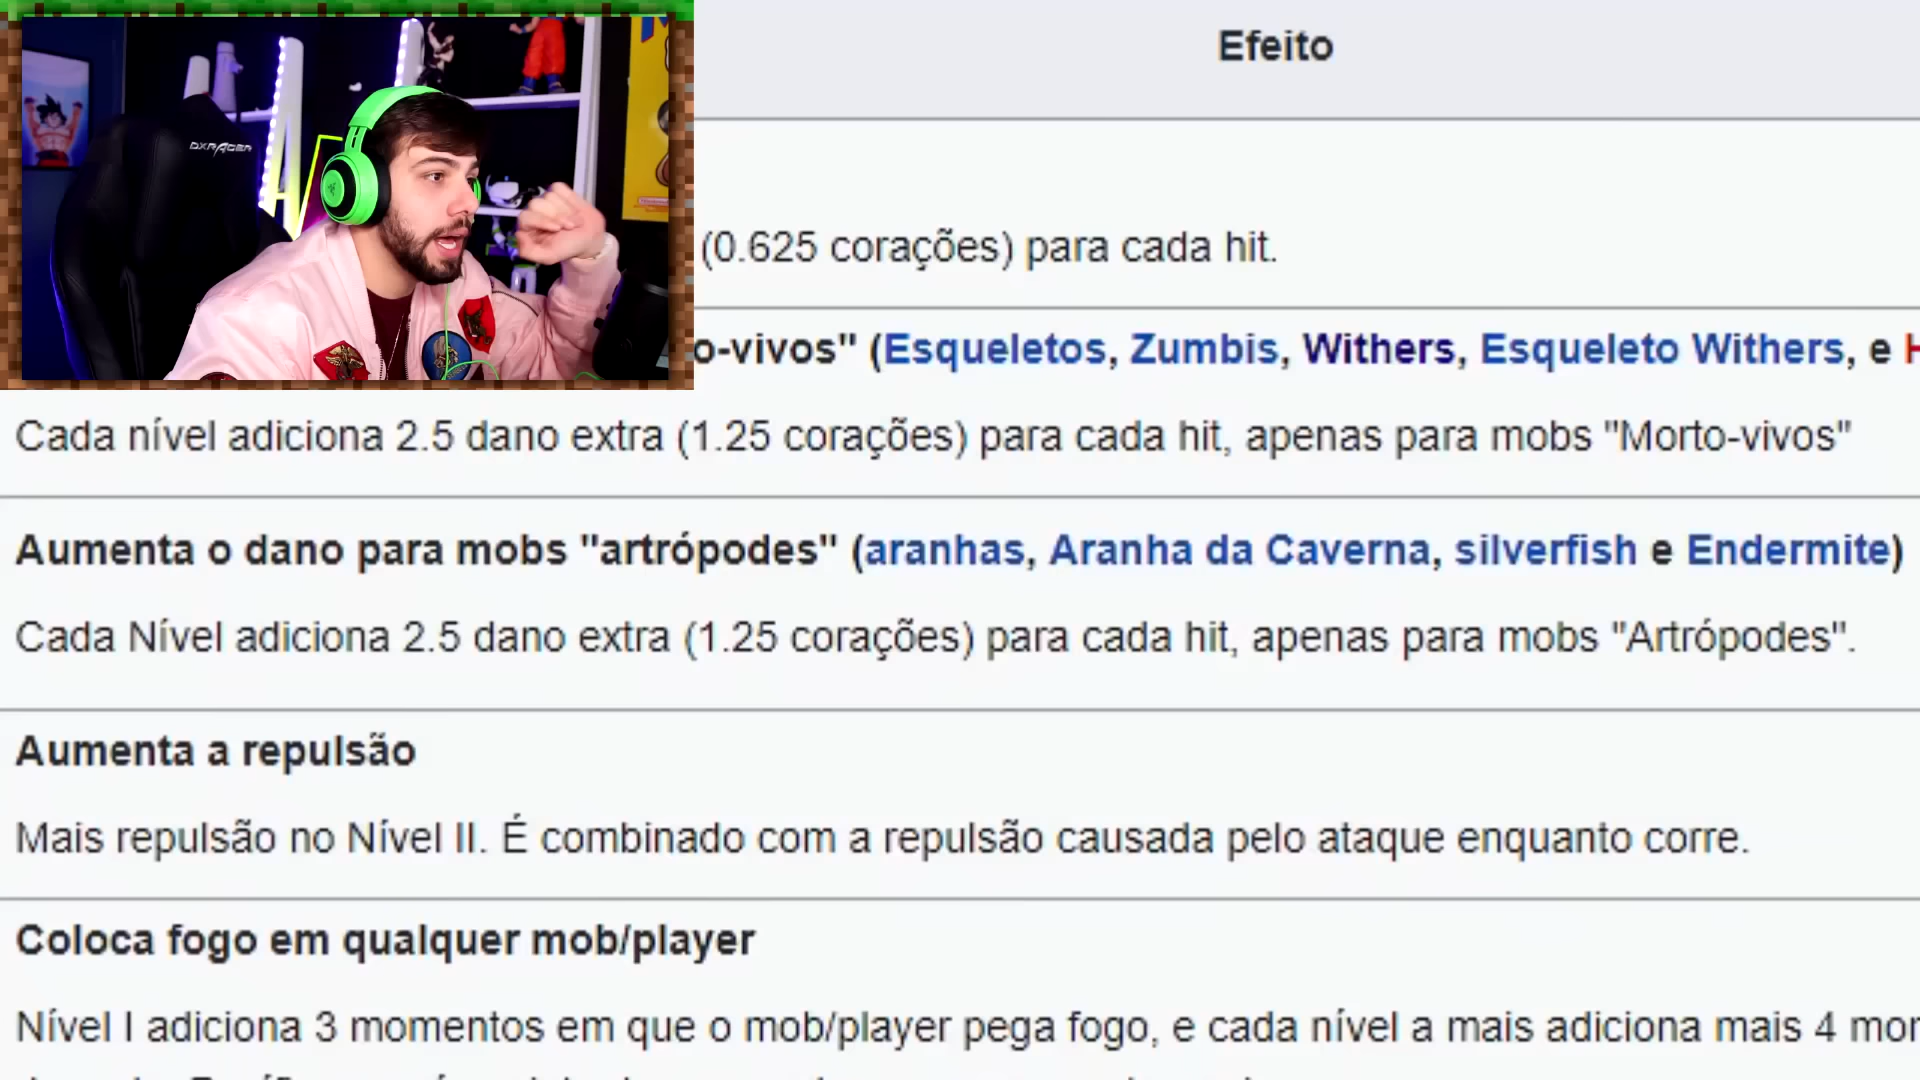 DXRACER
Efeito
(0.625 corações) para cada hit.
o-vivos" (Esqueletos, Zumbis, Withers, Esqueleto Withers, e
Cada nível adiciona 2.5 dano extra (1.25 corações) para cada hit, apenas para mobs "Morto-vivos"
Aumenta o dano para mobs "artrópodes" (aranhas, Aranha da Caverna, silverfish e Endermite)
Cada Nível adiciona 2.5 dano extra (1.25 corações) para cada hit, apenas para mobs "Artrópodes".
Aumenta a repulsão
Mais repulsão no Nível II. É combinado com a repulsão causada pelo ataque enquanto corre.
Coloca fogo em qualquer mob/player
Nível I adiciona 3 momentos em que o mob/player pega fogo, e cada nível a mais adiciona mais 4